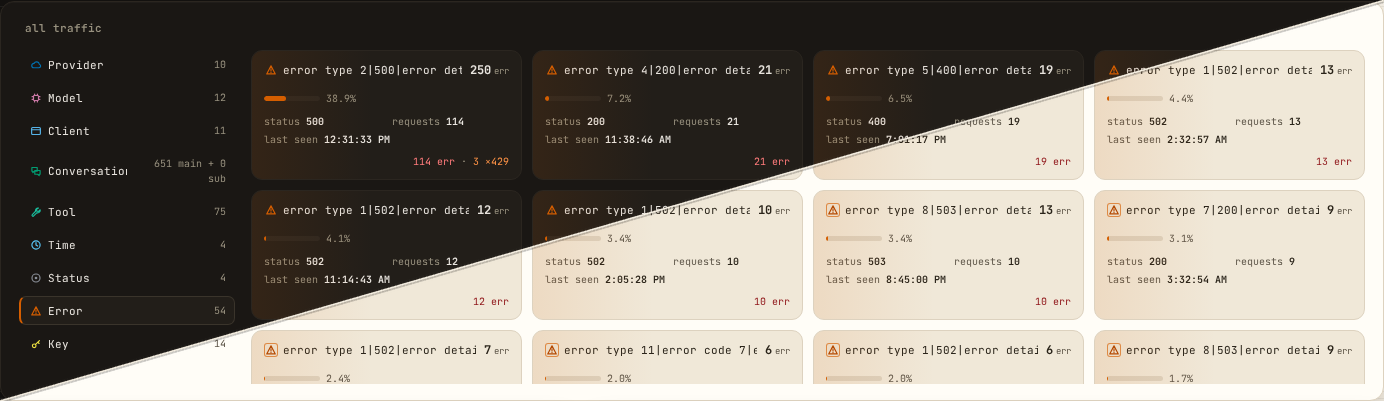 all traffic
Provider 10
Model 12
Client 11
Conversation 651 main + 0 sub
Tool 75
Time 4
Status 4
Error 54
Key 14
error type 2|500|error det 250 err
38.9%
status 500 requests 114
last seen 12:31:33 PM
114 err · 3 ×429
error type 4|200|error deta 21 err
7.2%
status 200 requests 21
last seen 11:38:46 AM
21 err
error type 5|400|error deta 19 err
6.5%
status 400 requests 19
last seen 7:01:17 PM
19 err
error type 1|502|error deta 13 err
4.4%
status 502 requests 13
last seen 2:32:57 AM
13 err
error type 1|502|error deta 12 err
4.1%
status 502 requests 12
last seen 11:14:43 AM
12 err
error type 1|502|error deta 10 err
3.4%
status 502 requests 10
last seen 2:05:28 PM
10 err
error type 8|503|error deta 13 err
3.4%
status 503 requests 10
last seen 8:45:00 PM
10 err
error type 7|200|error detai 9 err
3.1%
status 200 requests 9
last seen 3:32:54 AM
error type 1|502|error detai 7 err
2.4%
error type 11|error code 7|e 6 err
2.0%
error type 1|502|error detai 6 err
2.0%
error type 8|503|error detai 9 err
1.7%